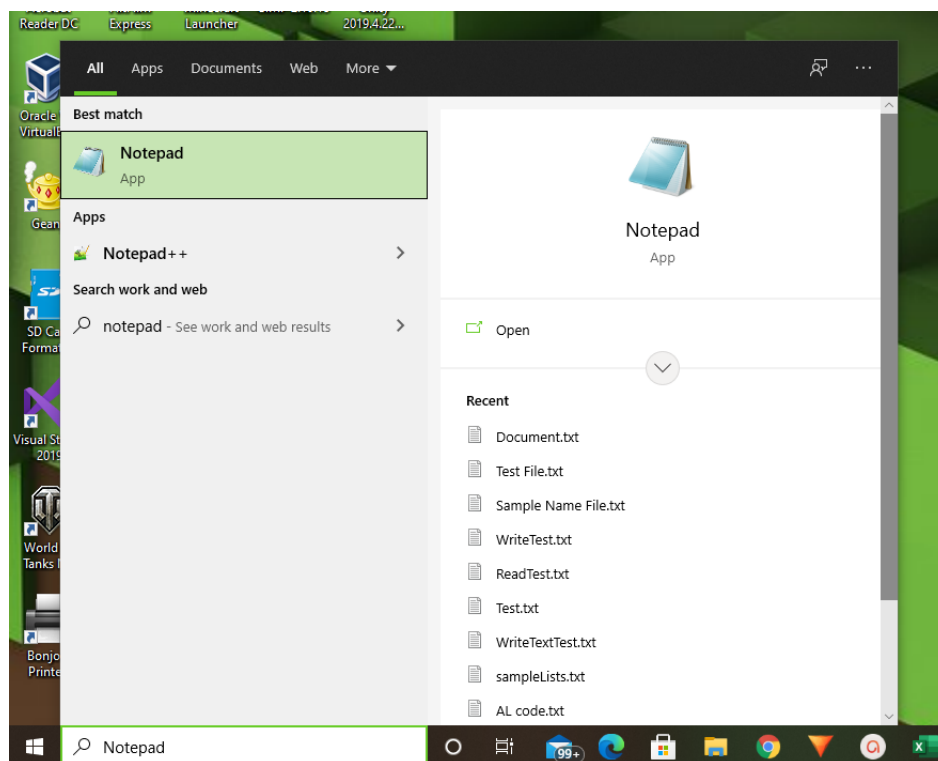 Reader DC Express Launcher 2019.4.22...
All Apps Documents Web More
Oracle
Virtual
Gean
SD Ca
Format
Visual St
2019
World
Tanks
Bonjo
Printe
Best match
Notepad
App
Apps
Notepad++
Search work and web
notepad - See work and web results
Notepad
App
Open
Recent
Document.txt
Test File.txt
Sample Name File.txt
WriteTest.txt
ReadTest.txt
Test.txt
WriteTextTest.txt
sampleLists.txt
AL code.txt
Notepad
99+